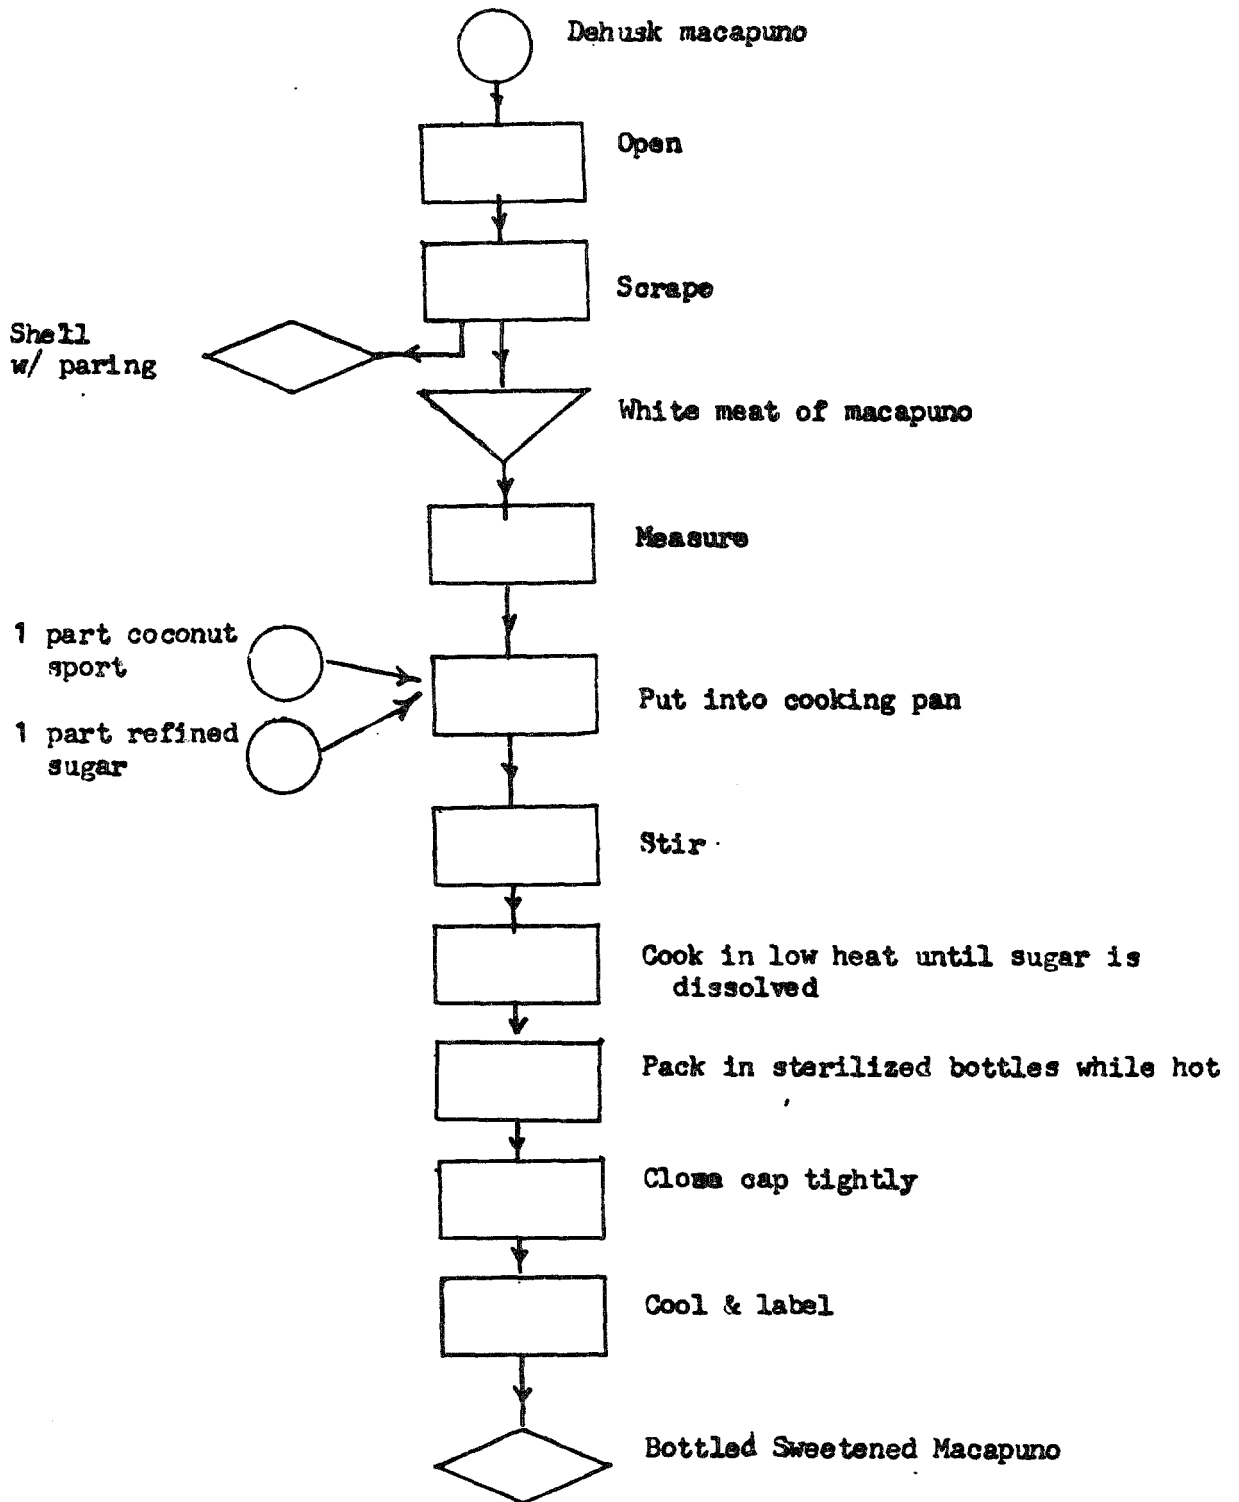 Dehusk macapuno
Open
Scrape
Shell
w/ paring
White meat of macapuno
Measure
1 part coconut
sport
1 part refined
sugar
Put into cooking pan
Stir
Cook in low heat until sugar is
dissolved
Pack in sterilized bottles while hot
Close cap tightly
Cool & label
Bottled Sweetened Macapuno